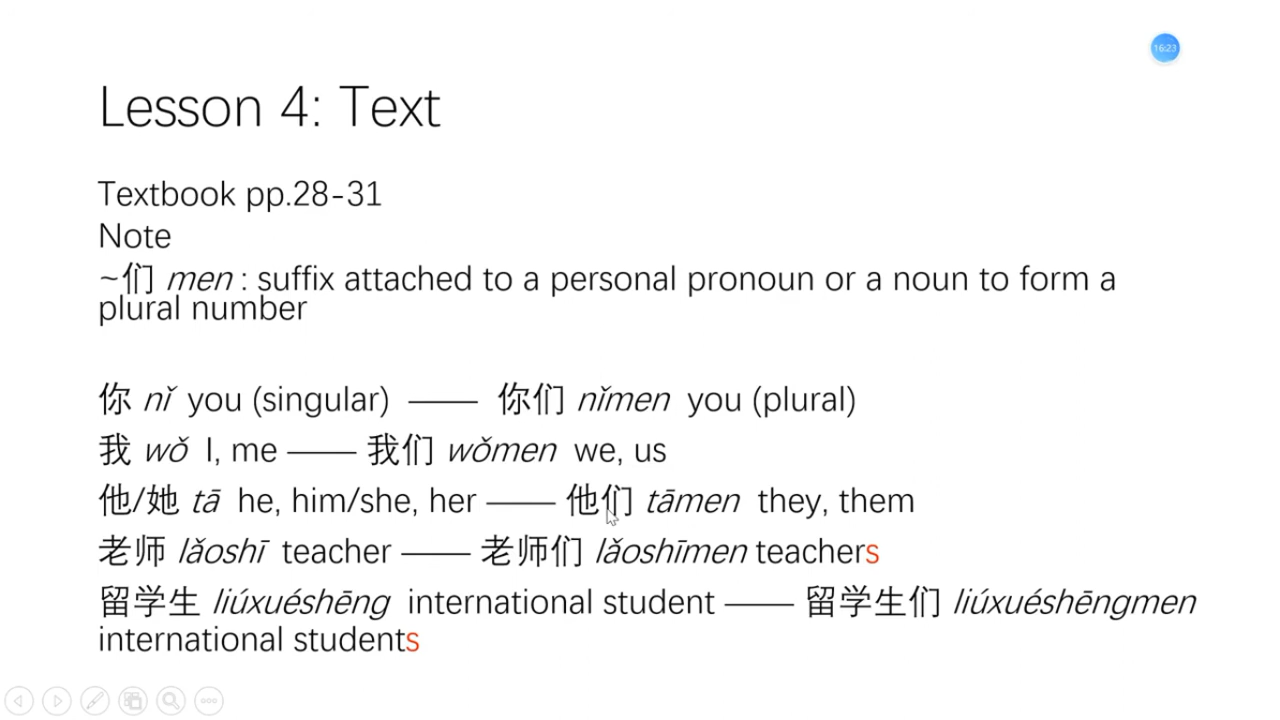 16:23
Lesson 4: Text
Textbook pp.28-31
Note
~们 men : suffix attached to a personal pronoun or a noun to form a
plural number
你 nǐ you (singular) —— 你们 nǐmen you (plural)
我 wǒ I, me —— 我们 wǒmen we, us
他/她 tā he, him/she, her —— 他们 tāmen they, them
老师 lǎoshī teacher —— 老师们 lǎoshīmen teachers
留学生 liúxuéshēng international student —— 留学生们 liúxuéshēngmen
international students